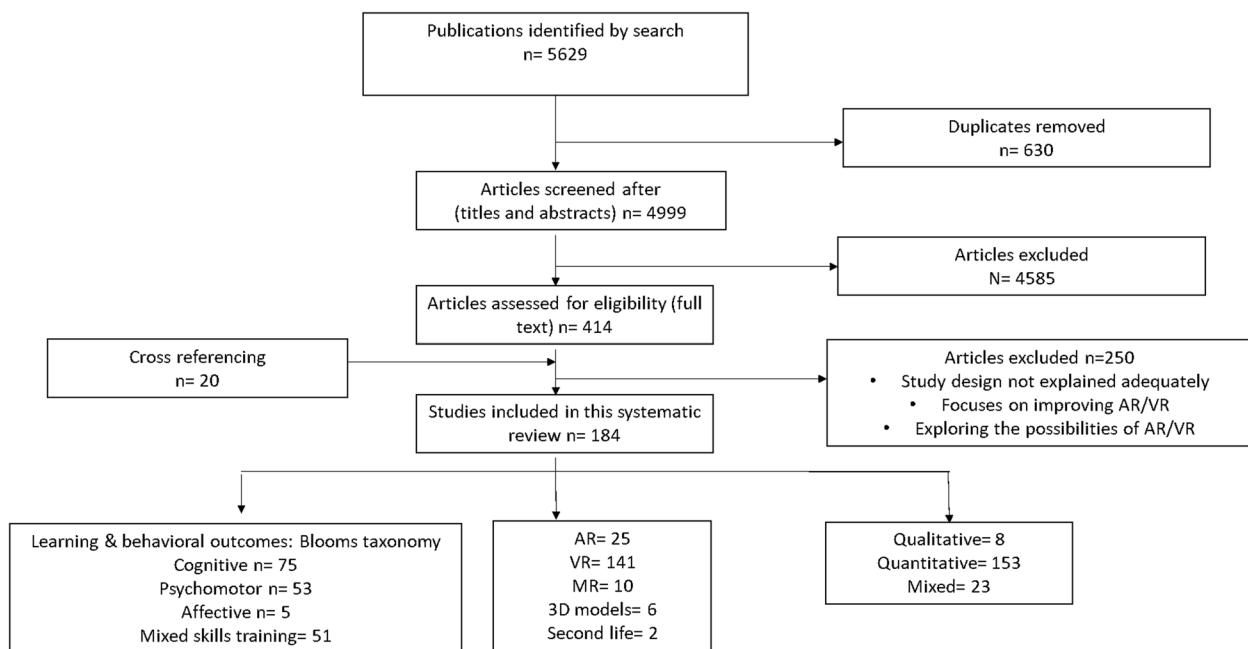 Publications identified by search
n= 5629
Duplicates removed
n= 630
Articles screened after
(titles and abstracts) n= 4999
Articles excluded
N= 4585
Articles assessed for eligibility (full
text) n= 414
Cross referencing
n= 20
Articles excluded n=250
• Study design not explained adequately
• Focuses on improving AR/VR
• Exploring the possibilities of AR/VR
Studies included in this systematic
review n= 184
Learning & behavioral outcomes: Blooms taxonomy
Cognitive n= 75
Psychomotor n= 53
Affective n= 5
Mixed skills training= 51
AR= 25
VR= 141
MR= 10
3D models= 6
Second life= 2
Qualitative= 8
Quantitative= 153
Mixed= 23